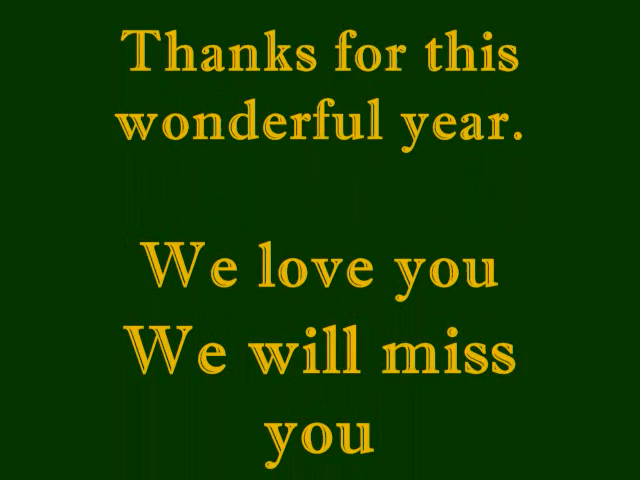 Thanks for this
wonderful year.
We love you
We will miss
you